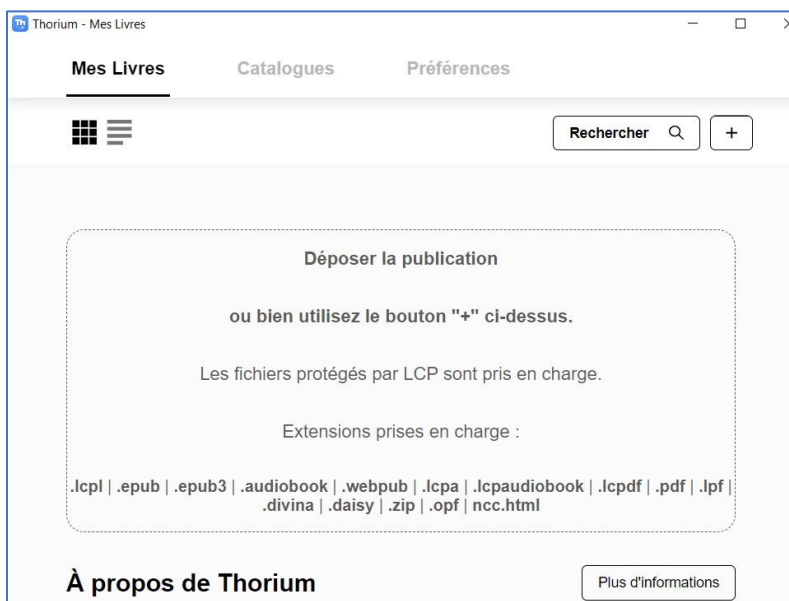 Th
Thorium - Mes Livres
Mes Livres Catalogues Préférences
Rechercher +
Déposer la publication
ou bien utilisez le bouton "+" ci-dessus.
Les fichiers protégés par LCP sont pris en charge.
Extensions prises en charge :
.lcpl | .epub | .epub3 | .audiobook | .webpub | .lcpa | .lcpaudiobook | .lcpdf | .pdf | .lpf |
.divina | .daisy | .zip | .opf | ncc.html
À propos de Thorium Plus d'informations